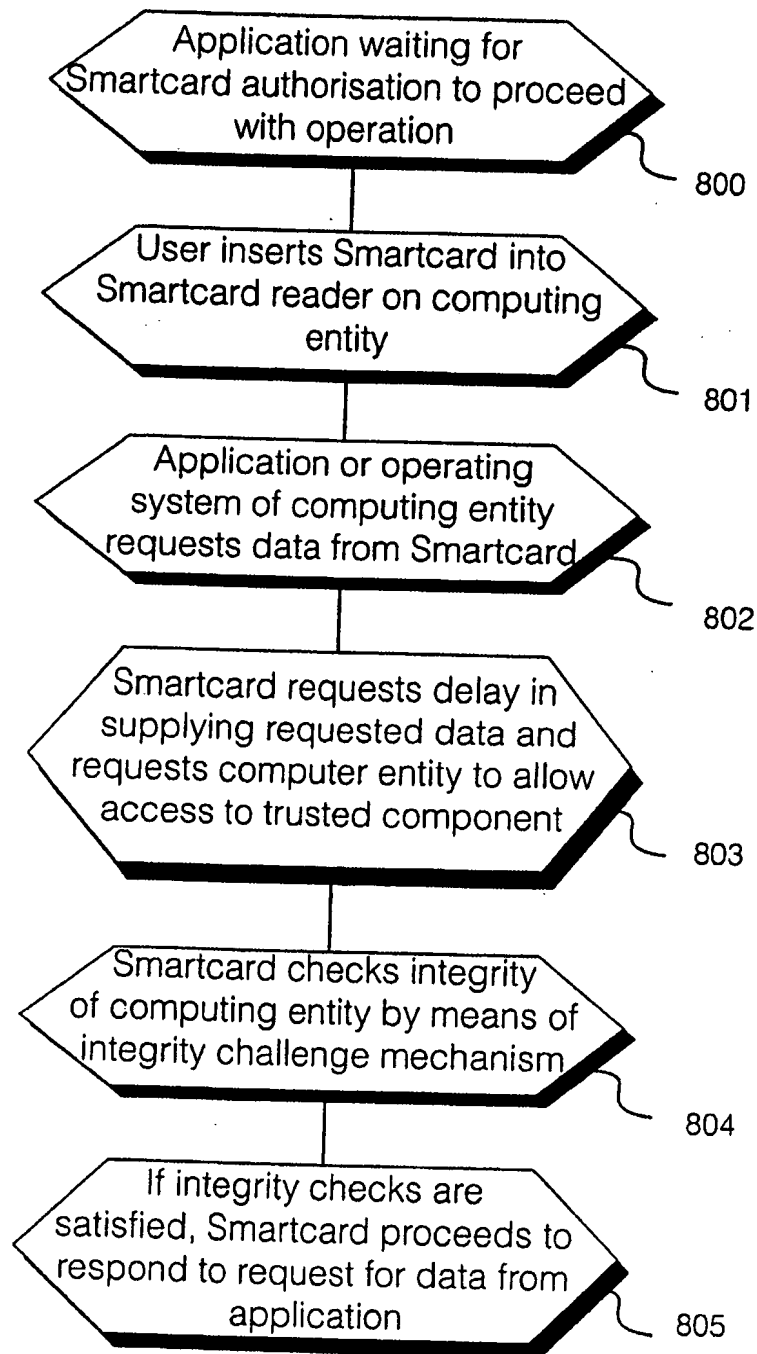 Application waiting for
Smartcard authorisation to proceed
with operation
800
User inserts Smartcard into
Smartcard reader on computing
entity
801
Application or operating
system of computing entity
requests data from Smartcard
802
Smartcard requests delay in
supplying requested data and
requests computer entity to allow
access to trusted component
803
Smartcard checks integrity
of computing entity by means of
integrity challenge mechanism
804
If integrity checks are
satisfied, Smartcard proceeds to
respond to request for data from
application
805